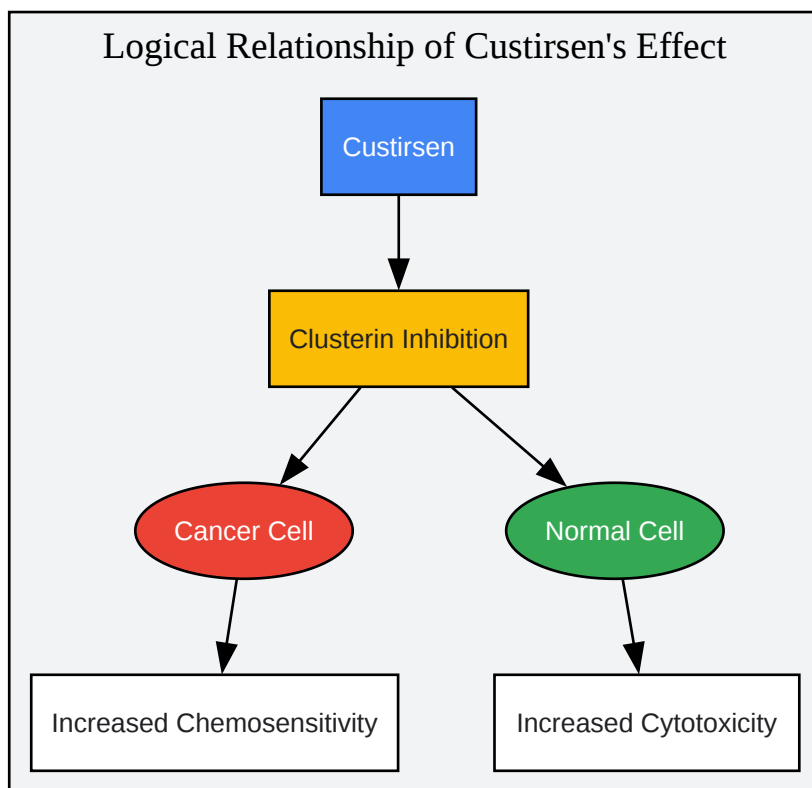 Logical Relationship of Custirsen's Effect
Custirsen
Clusterin Inhibition
Cancer Cell
Normal Cell
Increased Chemosensitivity
Increased Cytotoxicity